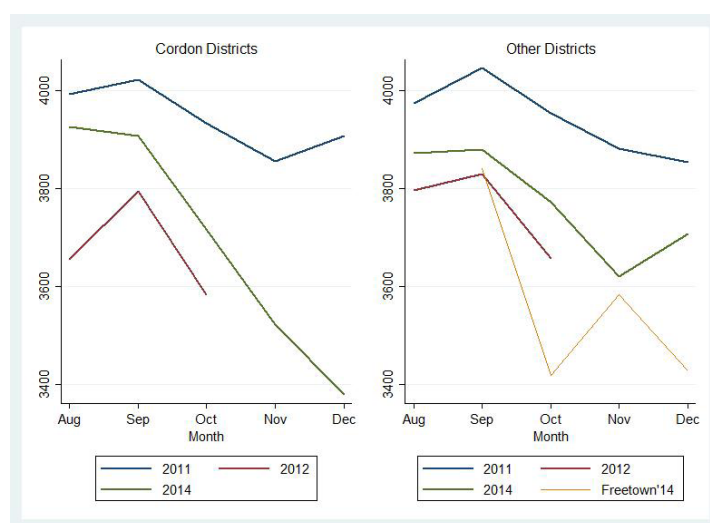 Cordon Districts
4000
3800
3600
3400
Aug Sep Oct Nov Dec
Month
2011 2012
2014
Other Districts
4000
3800
3600
3400
Aug Sep Oct Nov Dec
Month
2011 2012
2014 Freetown'14